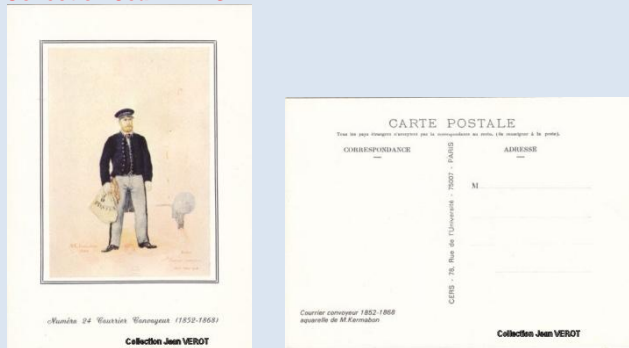 Numéro 24 Courrier Convoyeur (1852-1868)
Collection Jean VEROT
CARTE POSTALE
Tous les pays étrangers n'acceptent pas la correspondance au recto. (Se renseigner à la poste).
CORRESPONDANCE
ADRESSE
M
CERS - 76, Rue de l'Université - 75007 - PARIS
Courrier convoyeur 1852-1868
aquarelle de M.Kermabon
Collection Jean VEROT